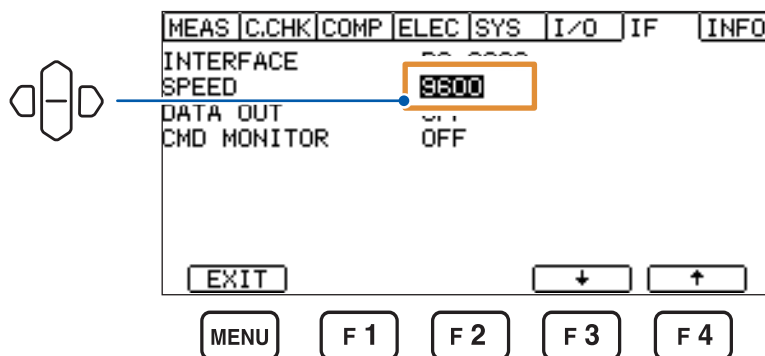 MEAS C.CHK COMP ELEC SYS I/O IF INFO
INTERFACE
SPEED 9600
DATA OUT
CMD MONITOR OFF
EXIT ↓ ↑
MENU F1 F2 F3 F4